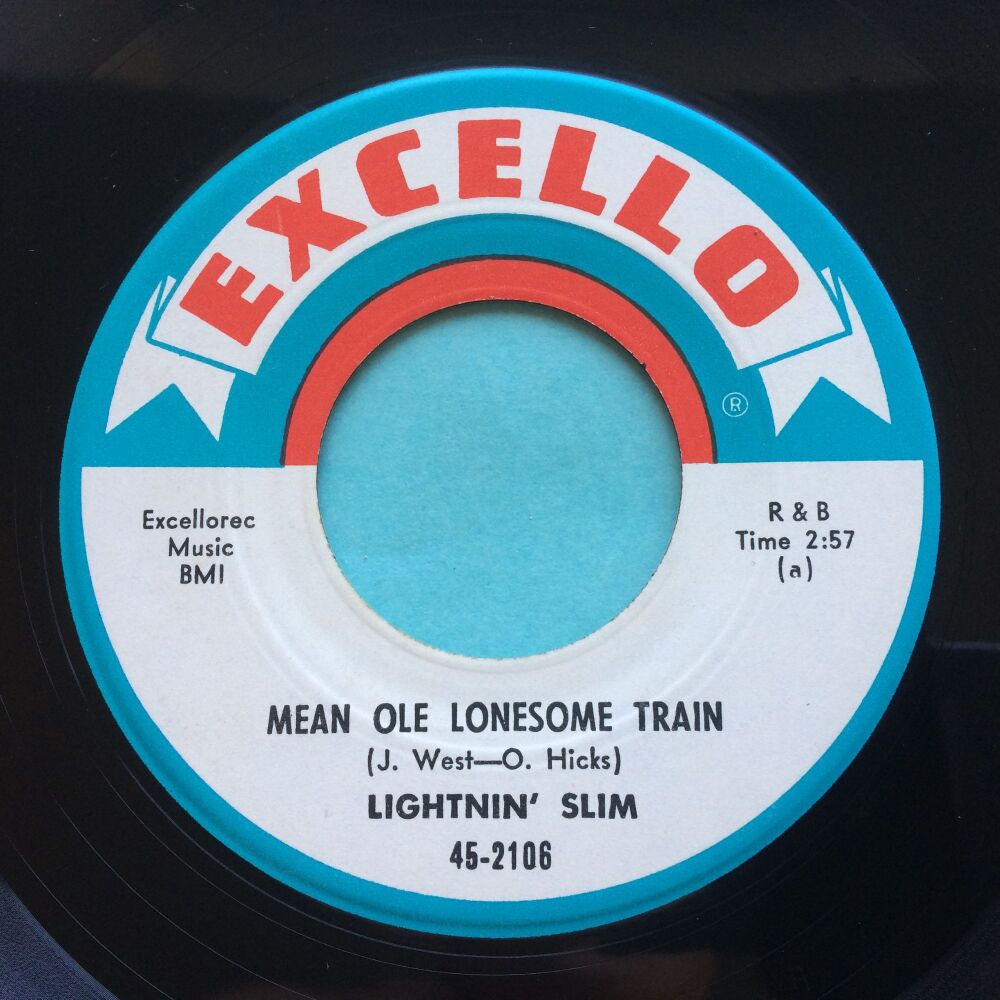 EXCELLO
®
Excellorec
Music
BMI
R & B
Time 2:57
(a)
MEAN OLE LONESOME TRAIN
(J. West—O. Hicks)
LIGHTNIN' SLIM
45-2106